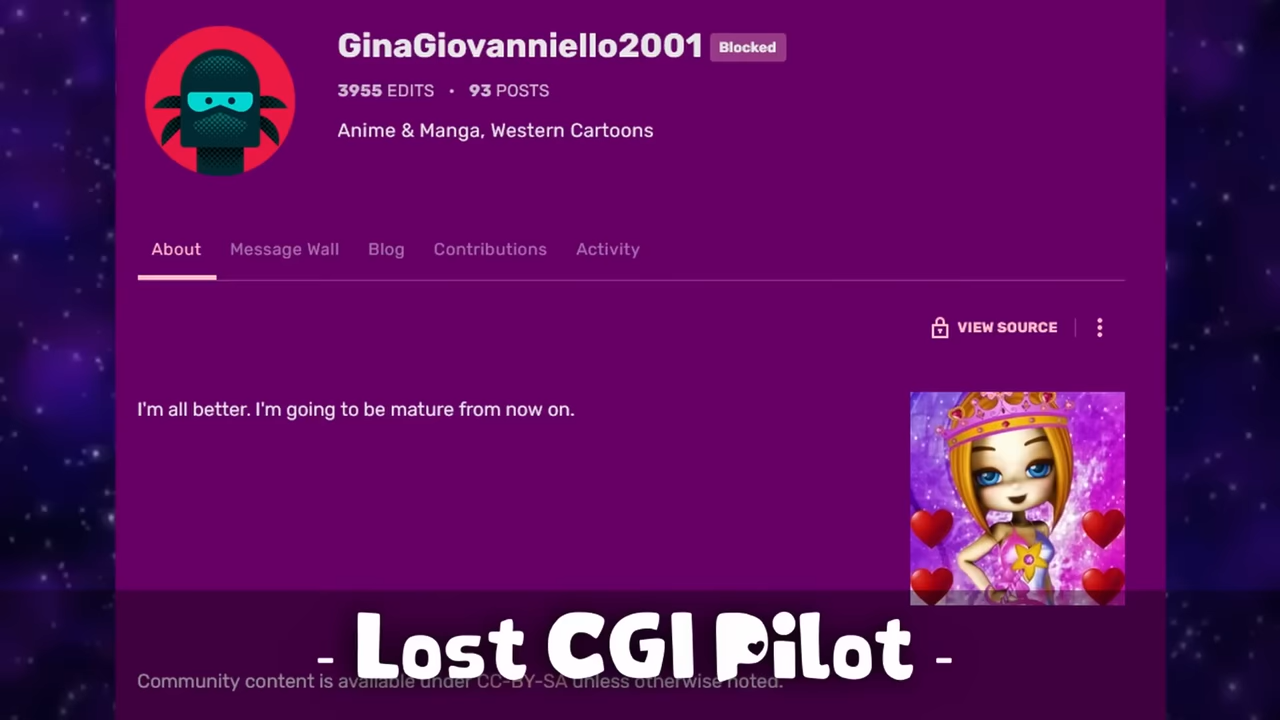 GinaGiovanniello2001 Blocked
3955 EDITS • 93 POSTS
Anime & Manga, Western Cartoons
About Message Wall Blog Contributions Activity
VIEW SOURCE
I'm all better. I'm going to be mature from now on.
- Lost CGI Pilot -
Community content is available under CC-BY-SA unless otherwise noted.